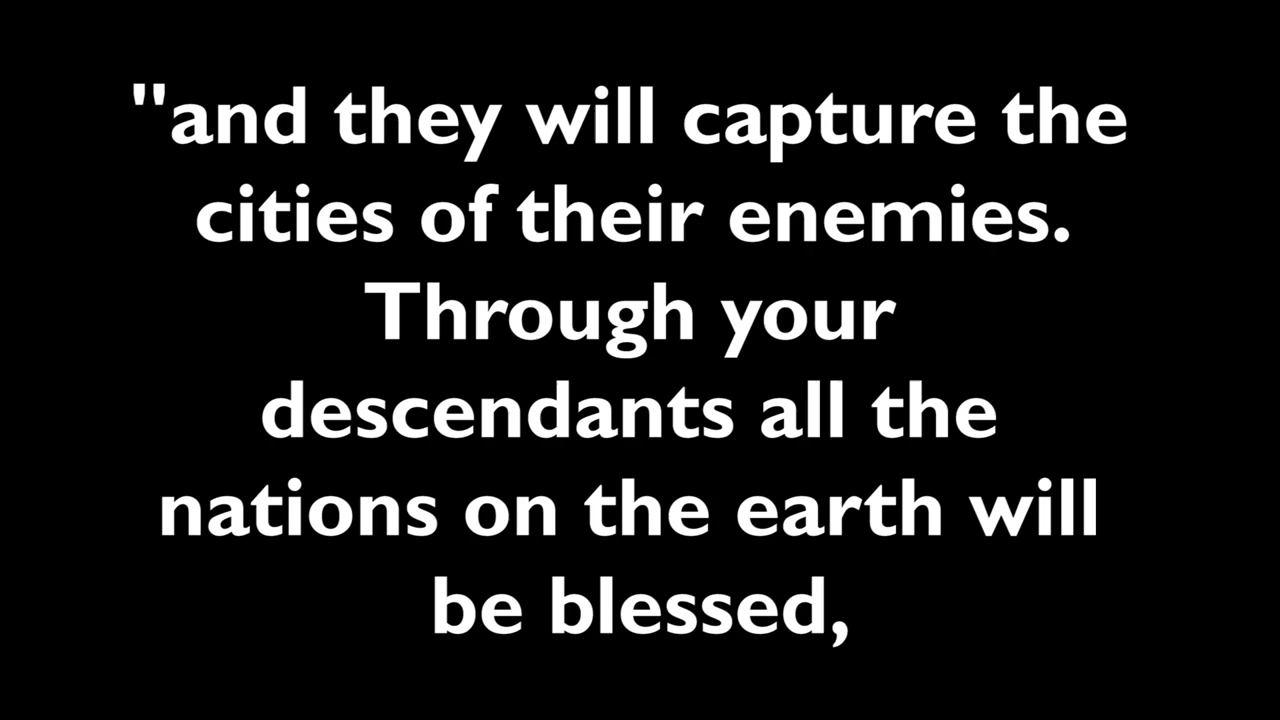 "and they will capture the
cities of their enemies.
Through your
descendants all the
nations on the earth will
be blessed,